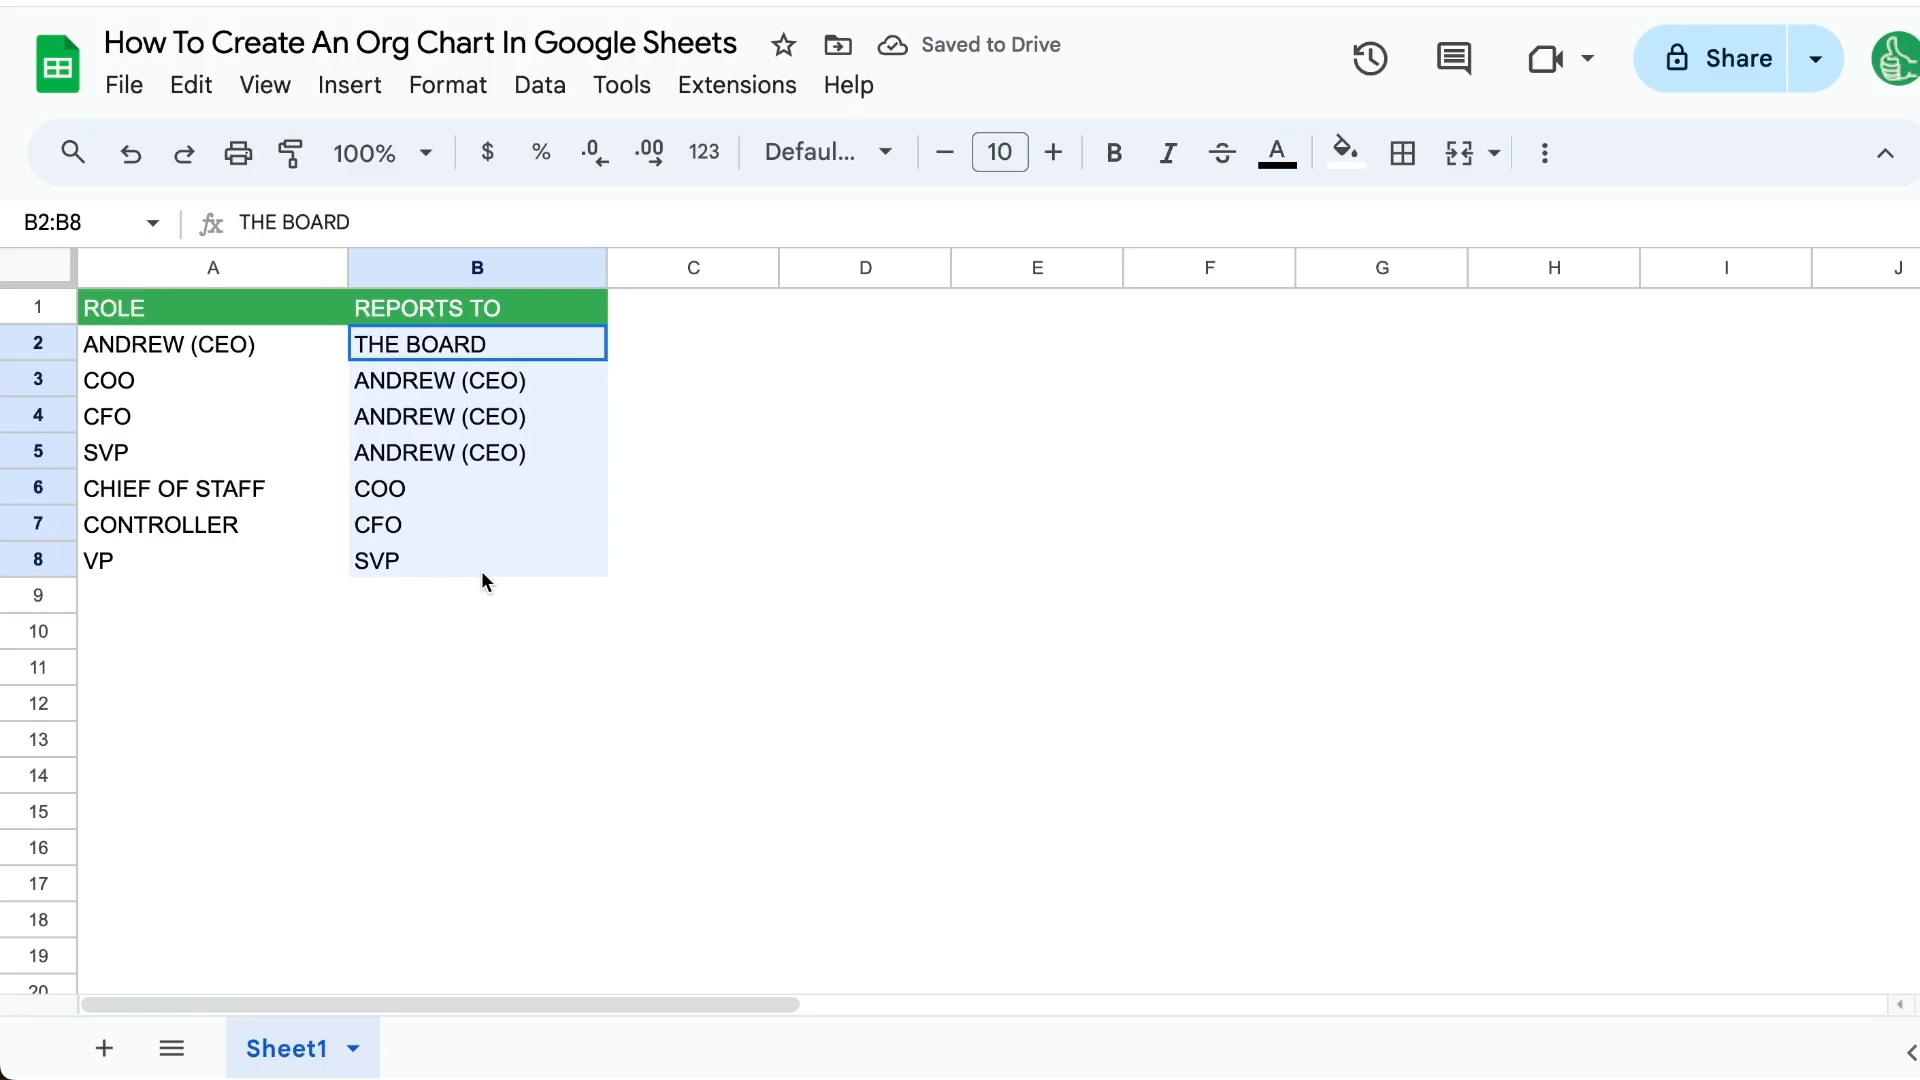 How To Create An Org Chart In Google Sheets Saved to Drive
File Edit View Insert Format Data Tools Extensions Help
Share
100% $ % .0 .00 123 Defaul... 10 B I S A
B2:B8 fx THE BOARD
A B C D E F G H I J
1 ROLE REPORTS TO
2 ANDREW (CEO) THE BOARD
3 COO ANDREW (CEO)
4 CFO ANDREW (CEO)
5 SVP ANDREW (CEO)
6 CHIEF OF STAFF COO
7 CONTROLLER CFO
8 VP SVP
9
10
11
12
13
14
15
16
17
18
19
20
Sheet1